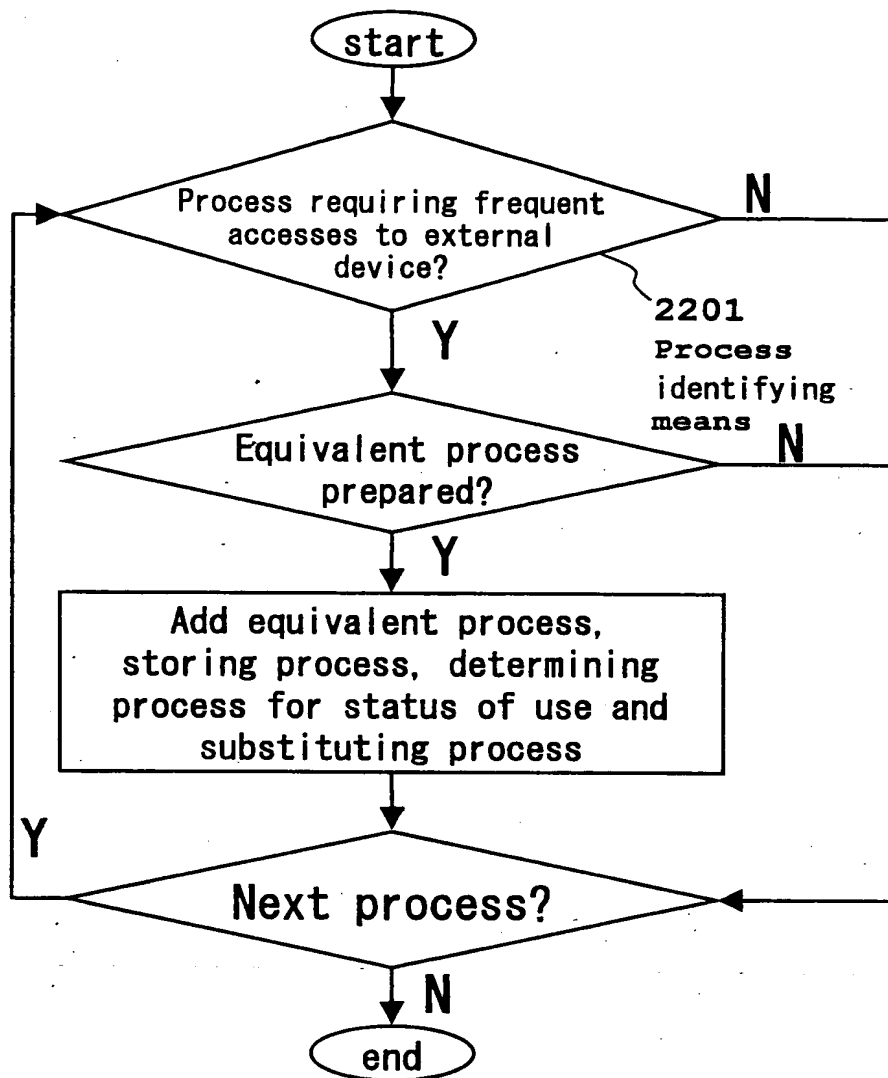 start
Process requiring frequent
accesses to external
device?
N
2201
Process
identifying
means
Y
Equivalent process
prepared?
N
Y
Add equivalent process,
storing process, determining
process for status of use and
substituting process
Y
Next process?
N
end